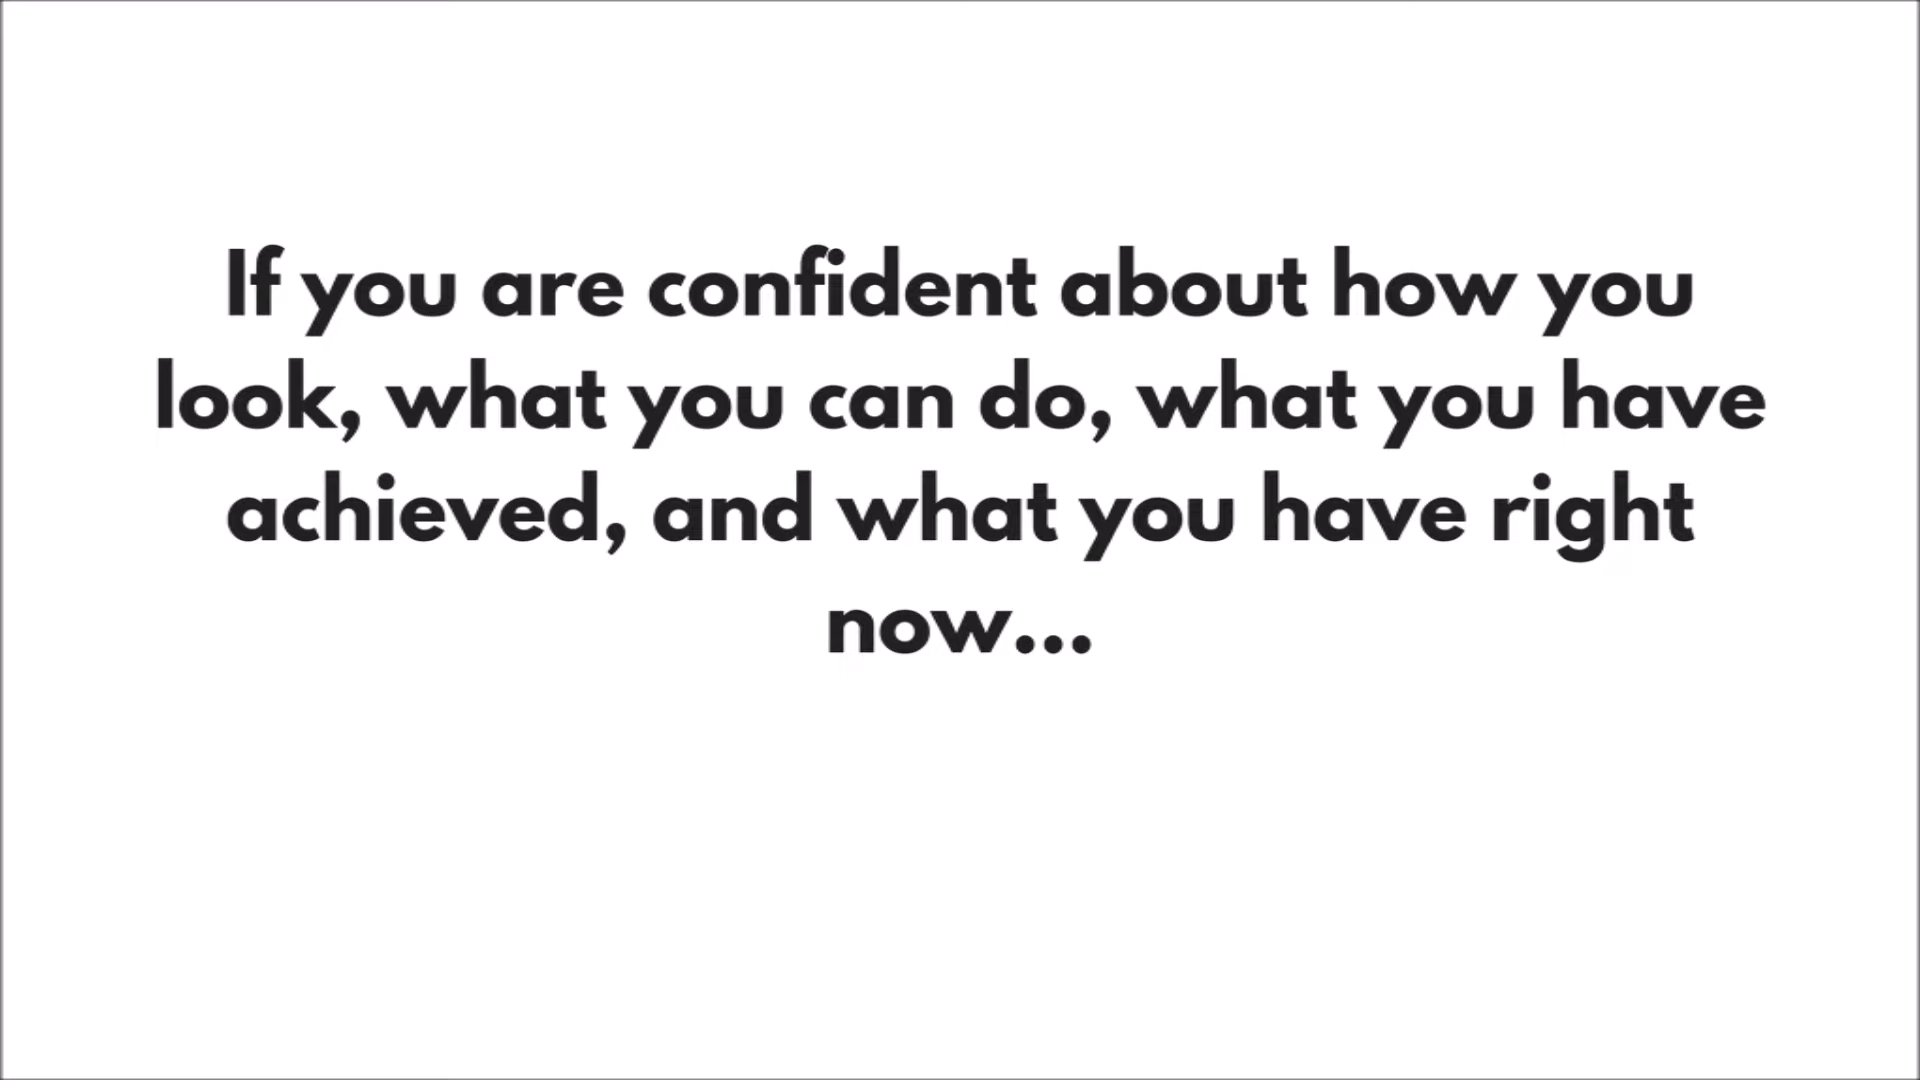 If you are confident about how you
look, what you can do, what you have
achieved, and what you have right
now...